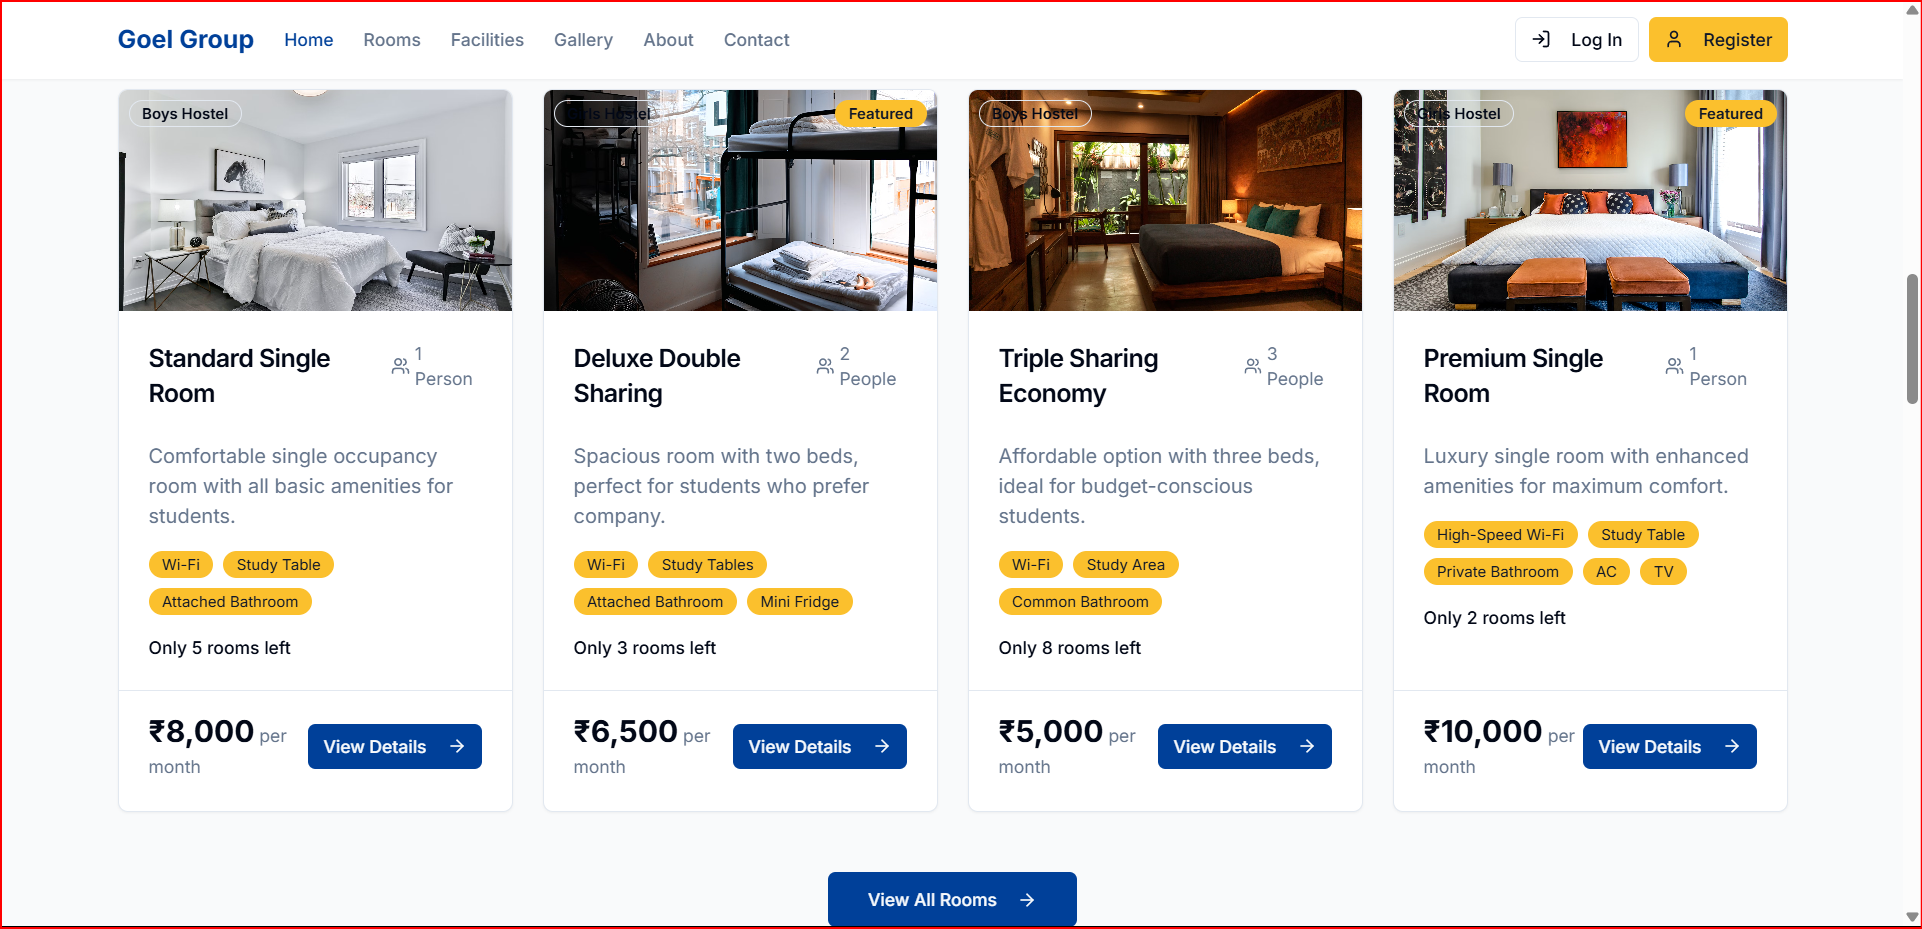 Goel Group
Home
Rooms
Facilities
Gallery
About
Contact
Log In
Register
Boys Hostel
Girls Hostel
Featured
Boys Hostel
Girls Hostel
Featured
Standard Single
Room
1
Person
Comfortable single occupancy
room with all basic amenities for
students.
Wi-Fi
Study Table
Attached Bathroom
Only 5 rooms left
₹8,000 per
month
View Details
Deluxe Double
Sharing
2
People
Spacious room with two beds,
perfect for students who prefer
company.
Wi-Fi
Study Tables
Attached Bathroom
Mini Fridge
Only 3 rooms left
₹6,500 per
month
View Details
Triple Sharing
Economy
3
People
Affordable option with three beds,
ideal for budget-conscious
students.
Wi-Fi
Study Area
Common Bathroom
Only 8 rooms left
₹5,000 per
month
View Details
Premium Single
Room
1
Person
Luxury single room with enhanced
amenities for maximum comfort.
High-Speed Wi-Fi
Study Table
Private Bathroom
AC
TV
Only 2 rooms left
₹10,000 per
month
View Details
View All Rooms